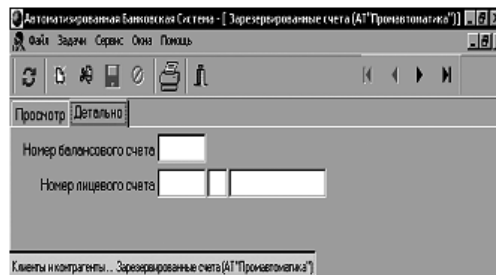 Автоматизированная Банковская Система - [ Зарезервированные счета (АТ"Промавтоматика")]
Файл Задачи Сервис Окна Помощь
Просмотр Детально
Номер балансового счета
Номер лицевого счета
Клиенты и контрагенты... Зарезервированные счета (АТ"Промавтоматика")